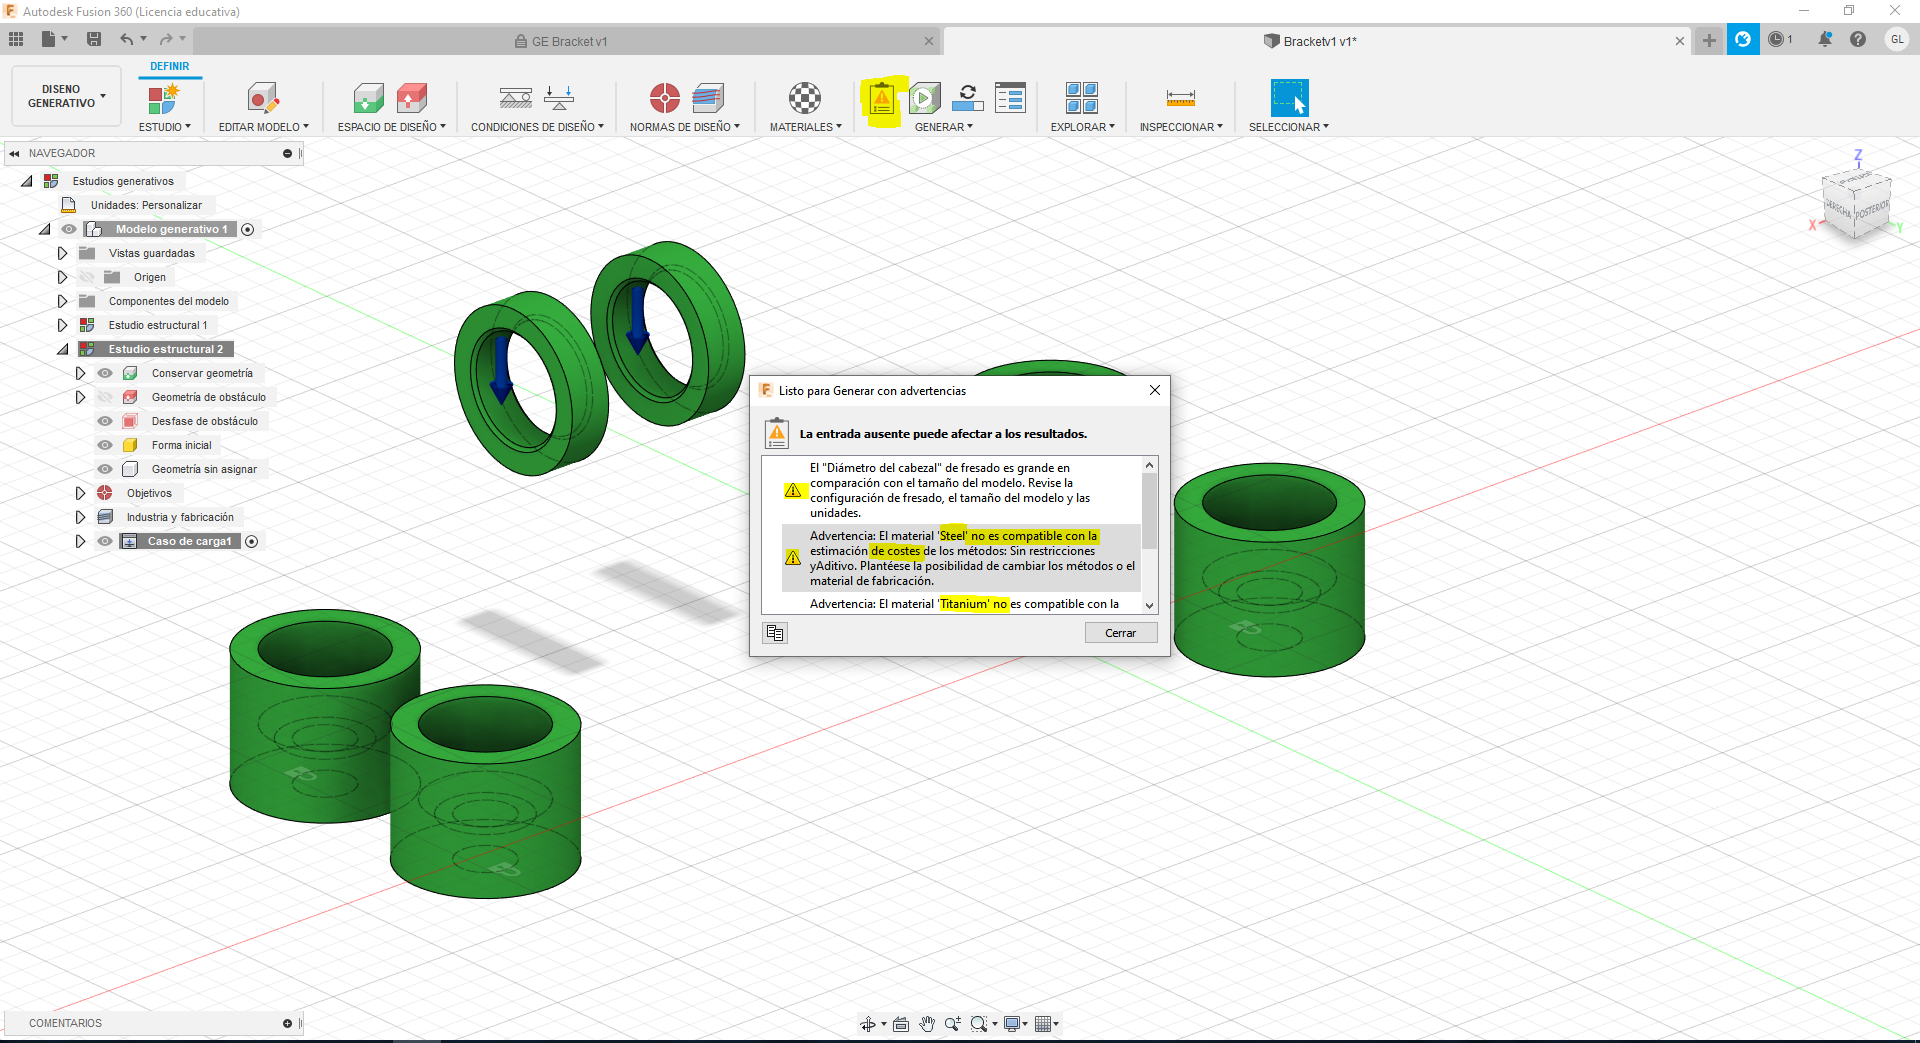 Autodesk Fusion 360 (Licencia educativa)
GE Bracket v1
Bracketv1 v1*
1
GL
DISENO
GENERATIVO
DEFINIR
ESTUDIO
EDITAR MODELO
ESPACIO DE DISEÑO
CONDICIONES DE DISEÑO
NORMAS DE DISEÑO
MATERIALES
GENERAR
EXPLORAR
INSPECCIONAR
SELECCIONAR
NAVEGADOR
Estudios generativos
Unidades: Personalizar
Modelo generativo 1
Vistas guardadas
Origen
Componentes del modelo
Estudio estructural 1
Estudio estructural 2
Conservar geometría
Geometría de obstáculo
Desfase de obstáculo
Forma inicial
Geometría sin asignar
Objetivos
Industria y fabricación
Caso de carga1
Z
DERECHA
POSTERIOR
X
Y
Listo para Generar con advertencias
La entrada ausente puede afectar a los resultados.
El "Diámetro del cabezal" de fresado es grande en
comparación con el tamaño del modelo. Revise la
configuración de fresado, el tamaño del modelo y las
unidades.
Advertencia: El material 'Steel' no es compatible con la
estimación de costes de los métodos: Sin restricciones
yAditivo. Plantéese la posibilidad de cambiar los métodos o el
material de fabricación.
Advertencia: El material 'Titanium' no es compatible con la
Cerrar
COMENTARIOS